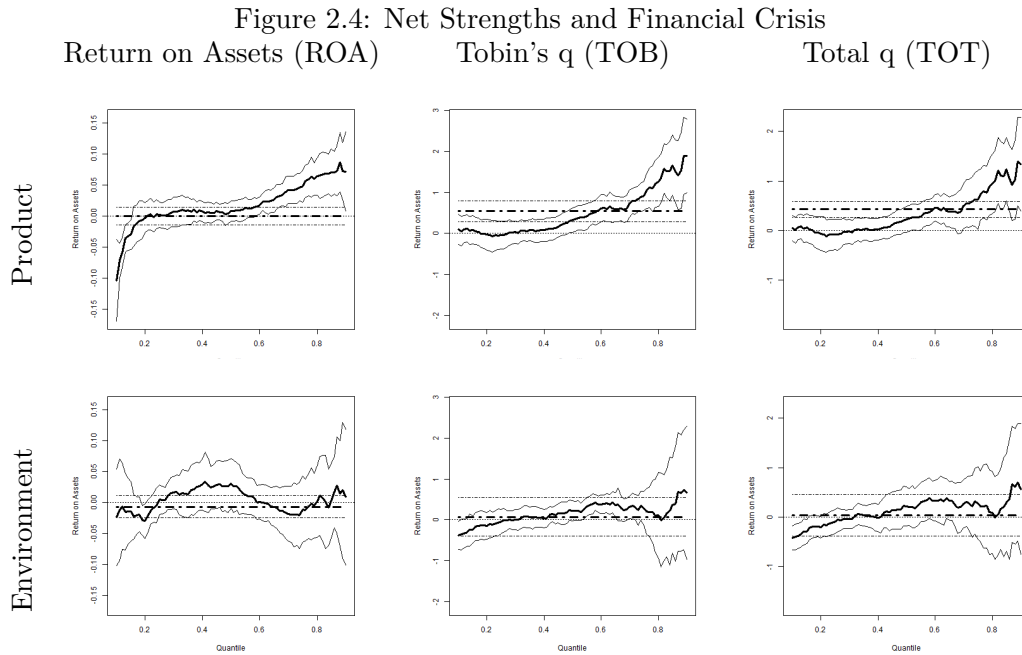 Figure 2.4: Net Strengths and Financial Crisis
Return on Assets (ROA) Tobin's q (TOB) Total q (TOT)
Product
Return on Assets
0.15
0.10
0.05
0.00
-0.05
-0.10
-0.15
0.2 0.4 0.6 0.8
Return on Assets
3
2
1
0
-1
-2
0.2 0.4 0.6 0.8
Return on Assets
2
1
0
-1
0.2 0.4 0.6 0.8
Environment
Return on Assets
0.15
0.10
0.05
0.00
-0.05
-0.10
-0.15
0.2 0.4 0.6 0.8
Quantile
Return on Assets
3
2
1
0
-1
-2
0.2 0.4 0.6 0.8
Quantile
Return on Assets
2
1
0
-1
0.2 0.4 0.6 0.8
Quantile